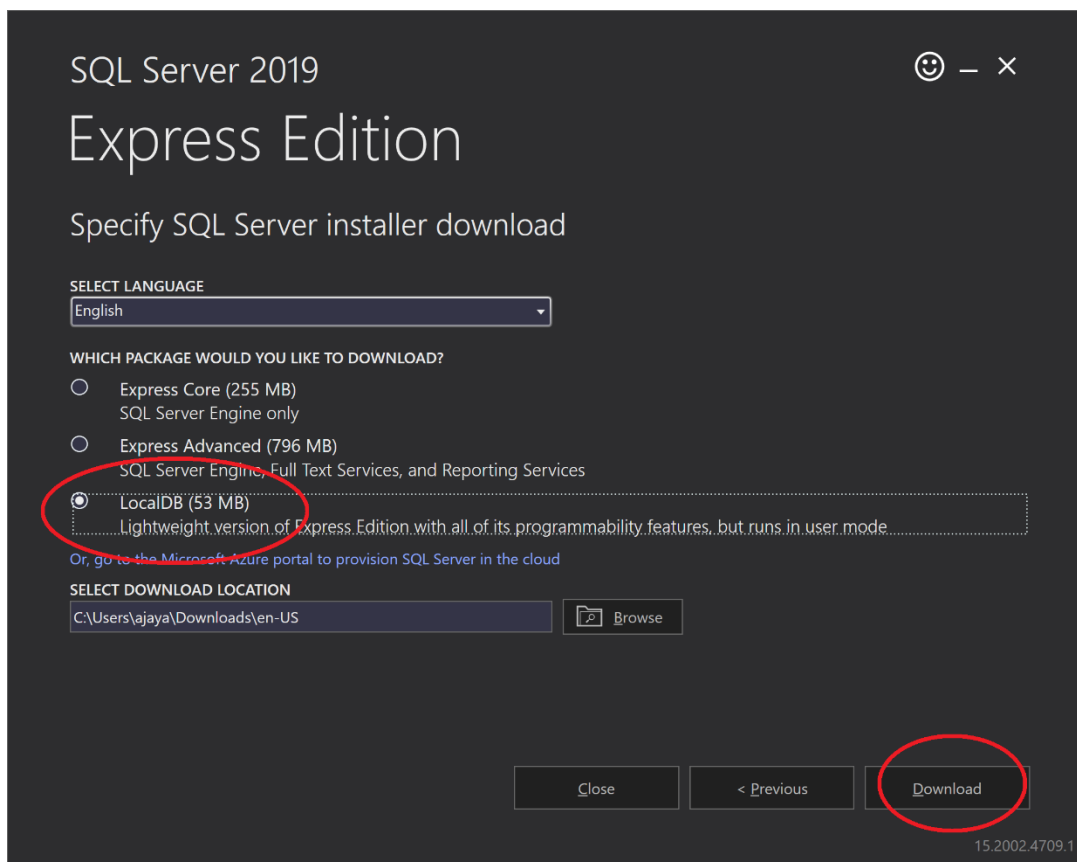 SQL Server 2019
Express Edition
Specify SQL Server installer download
SELECT LANGUAGE
English
WHICH PACKAGE WOULD YOU LIKE TO DOWNLOAD?
Express Core (255 MB)
SQL Server Engine only
Express Advanced (796 MB)
SQL Server Engine, Full Text Services, and Reporting Services
LocalDB (53 MB)
Lightweight version of Express Edition with all of its programmability features, but runs in user mode
Or, go to the Microsoft Azure portal to provision SQL Server in the cloud
SELECT DOWNLOAD LOCATION
C:\Users\ajaya\Downloads\en-US
Browse
Close
< Previous
Download
15.2002.4709.1